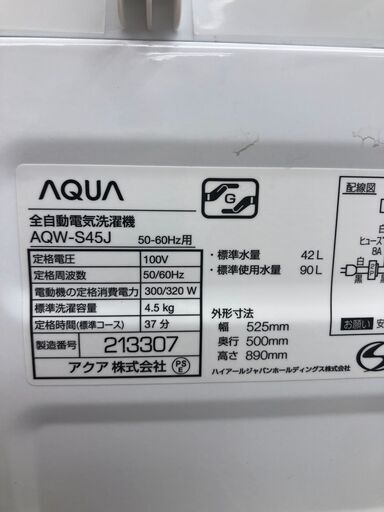 AQUA
G
全自動電気洗濯機
AQW-S45J 50-60Hz用
定格電圧 100V
定格周波数 50/60Hz
電動機の定格消費電力 300/320 W
標準洗濯容量 4.5 kg
定格時間(標準コース) 37 分
製造番号 213307
アクア 株式会社 PS E
・標準水量 42 L
・標準使用水量 90 L
外形寸法
幅 525mm
奥行 500mm
高さ 890mm
ハイアールジャパンホールディングス株式会社
配線図
白
ヒューズ
8A
白
黒
お願い 安